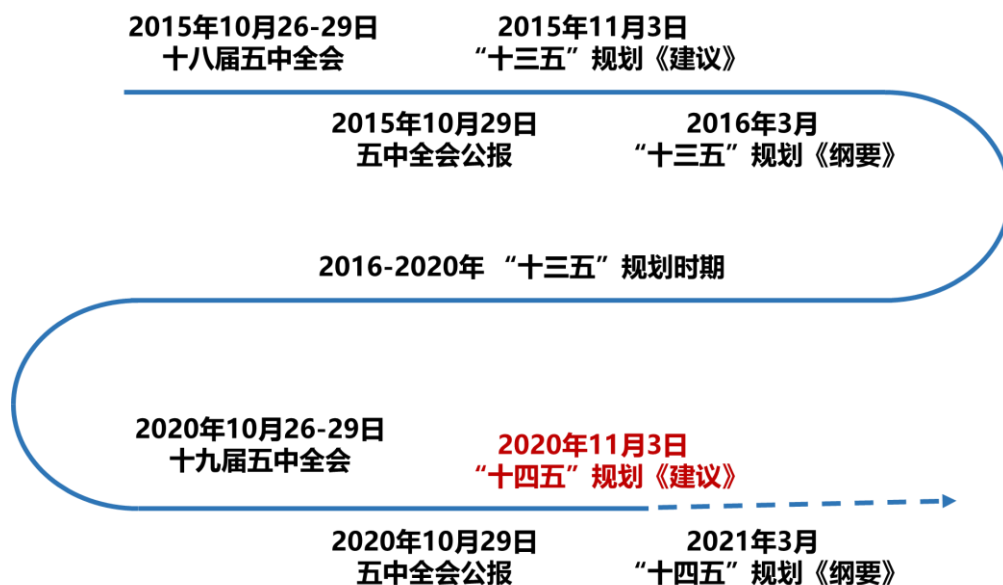 2015年10月26-29日
十八届五中全会
2015年11月3日
“十三五”规划《建议》
2015年10月29日
五中全会公报
2016年3月
“十三五”规划《纲要》
2016-2020年 “十三五”规划时期
2020年10月26-29日
十九届五中全会
2020年11月3日
“十四五”规划《建议》
2020年10月29日
五中全会公报
2021年3月
“十四五”规划《纲要》